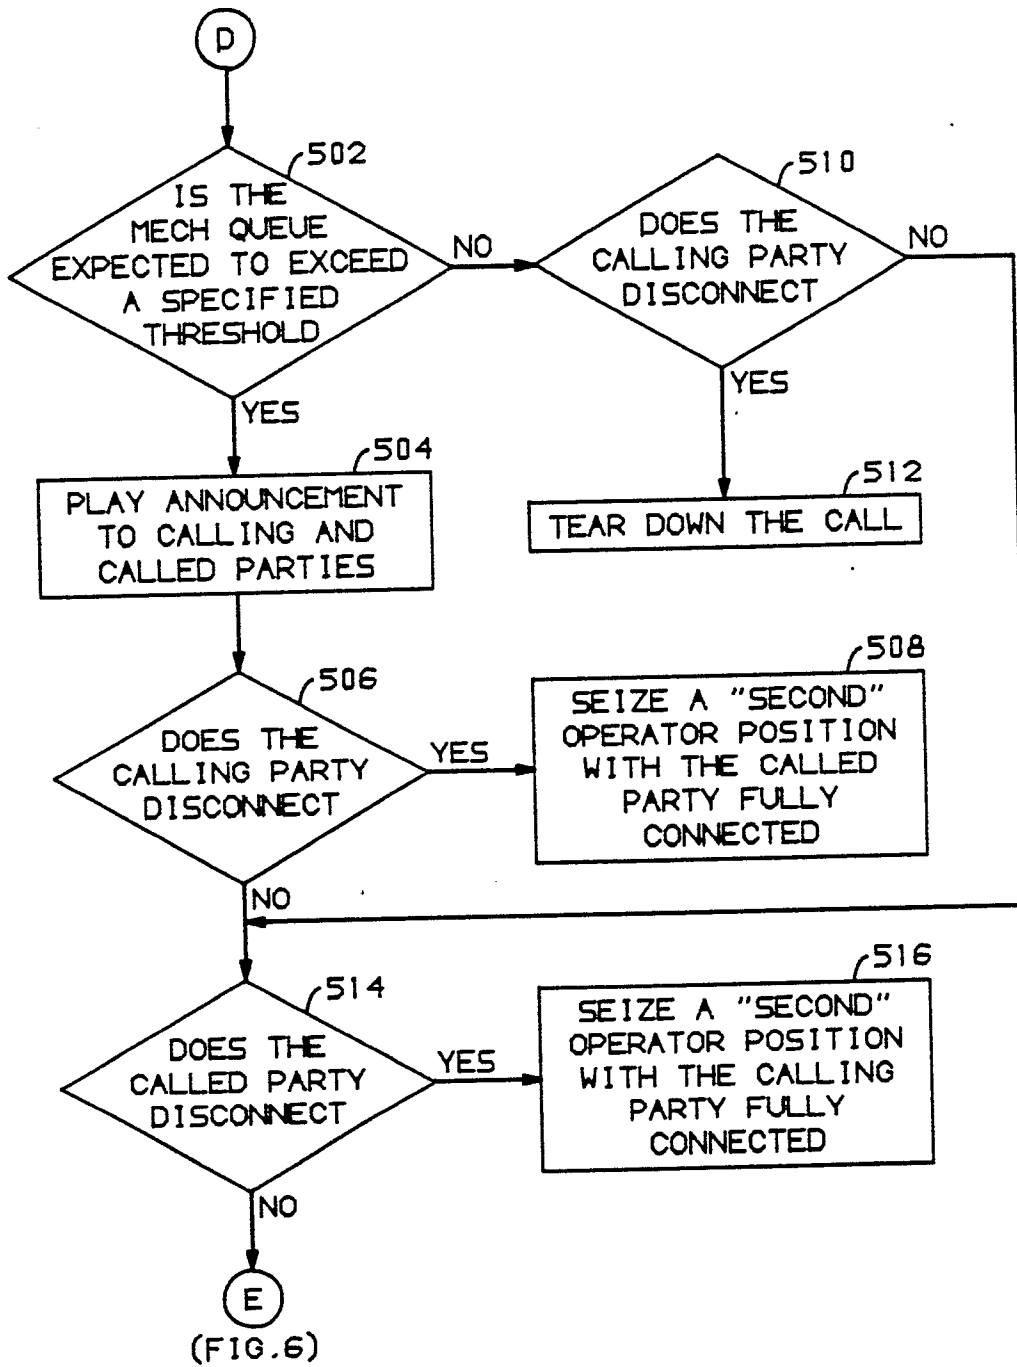 D
502
IS THE
MECH QUEUE
EXPECTED TO EXCEED
A SPECIFIED
THRESHOLD
NO
YES
510
DOES THE
CALLING PARTY
DISCONNECT
NO
YES
504
PLAY ANNOUNCEMENT
TO CALLING AND
CALLED PARTIES
512
TEAR DOWN THE CALL
506
DOES THE
CALLING PARTY
DISCONNECT
YES
NO
508
SEIZE A "SECOND"
OPERATOR POSITION
WITH THE CALLED
PARTY FULLY
CONNECTED
514
DOES THE
CALLED PARTY
DISCONNECT
YES
NO
516
SEIZE A "SECOND"
OPERATOR POSITION
WITH THE CALLING
PARTY FULLY
CONNECTED
E
(FIG.6)